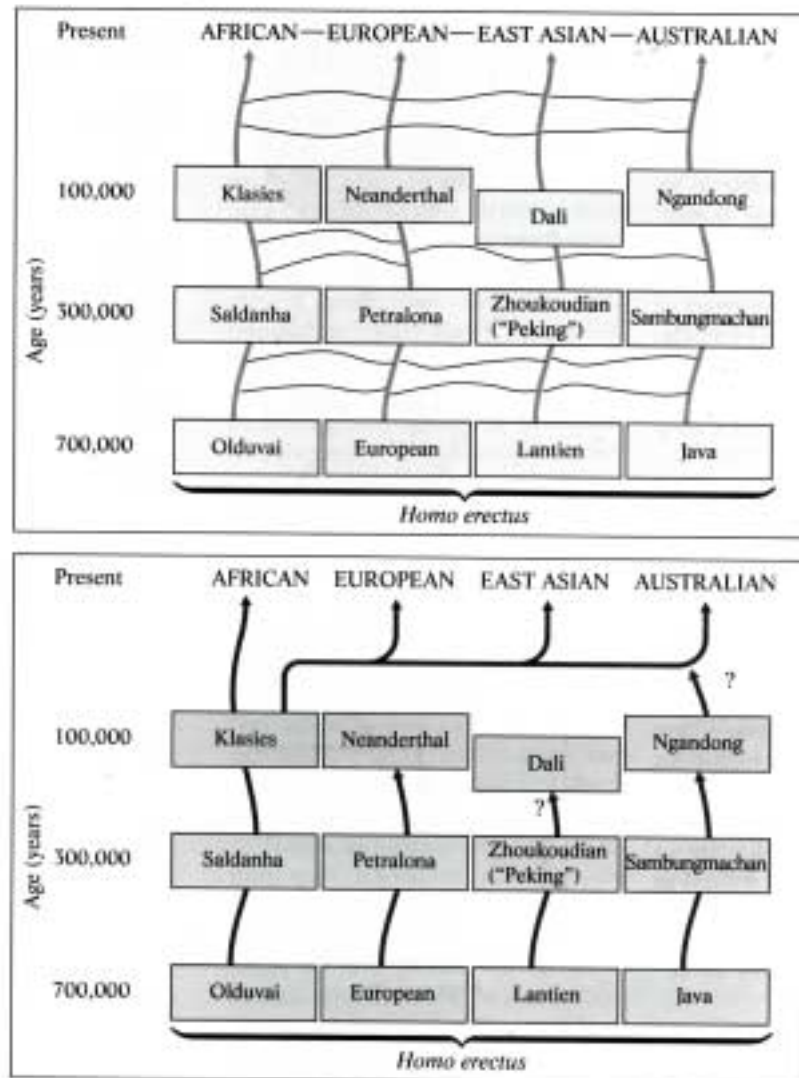 Present AFRICAN—EUROPEAN—EAST ASIAN—AUSTRALIAN
100,000 Klasies Neanderthal Dali Ngandong
Age (years)
300,000 Saldanha Petralona Zhoukoudian Sambungmachan
("Peking")
700,000 Olduvai European Lantien Java
Homo erectus
Present AFRICAN EUROPEAN EAST ASIAN AUSTRALIAN
?
100,000 Klasies Neanderthal Dali Ngandong
?
Age (years)
300,000 Saldanha Petralona Zhoukoudian Sambungmachan
("Peking")
700,000 Olduvai European Lantien Java
Homo erectus